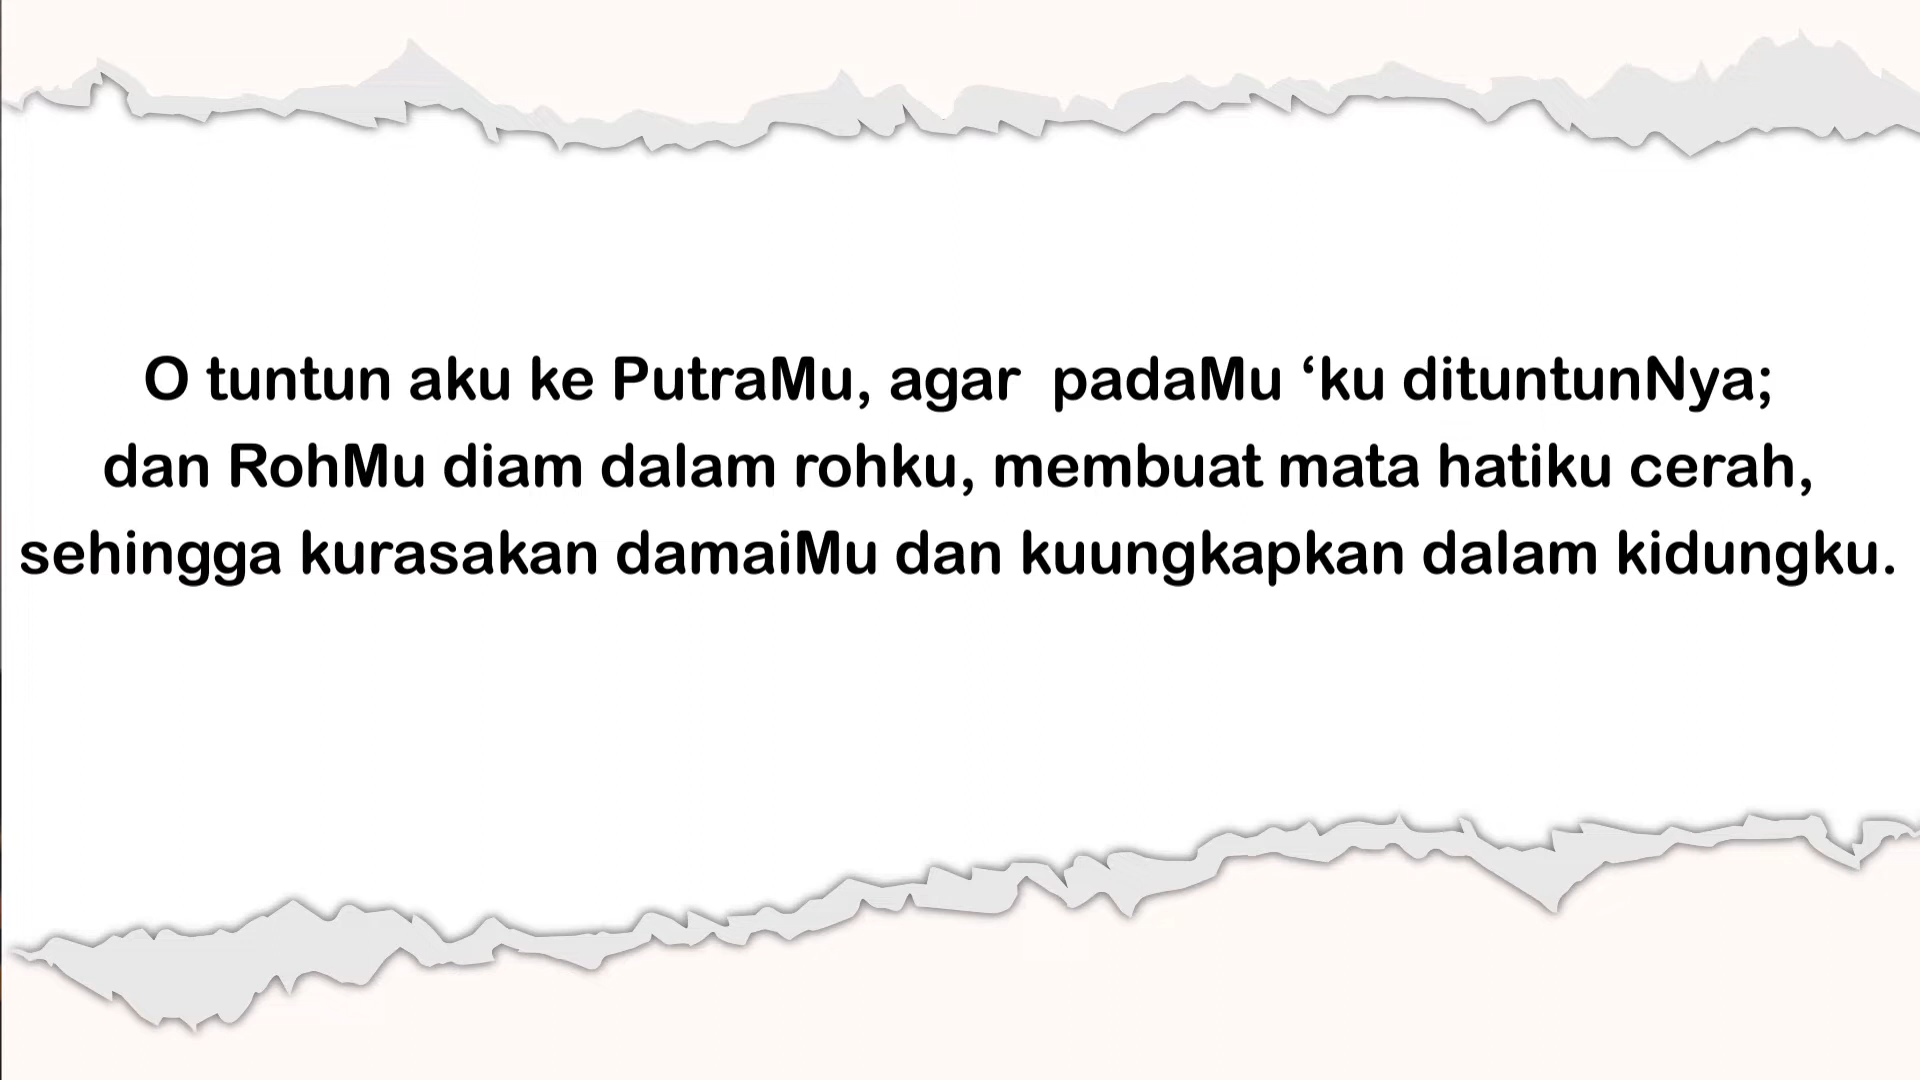 O tuntun aku ke PutraMu, agar  padaMu ‘ku dituntunNya;
dan RohMu diam dalam rohku, membuat mata hatiku cerah,
sehingga kurasakan damaiMu dan kuungkapkan dalam kidungku.